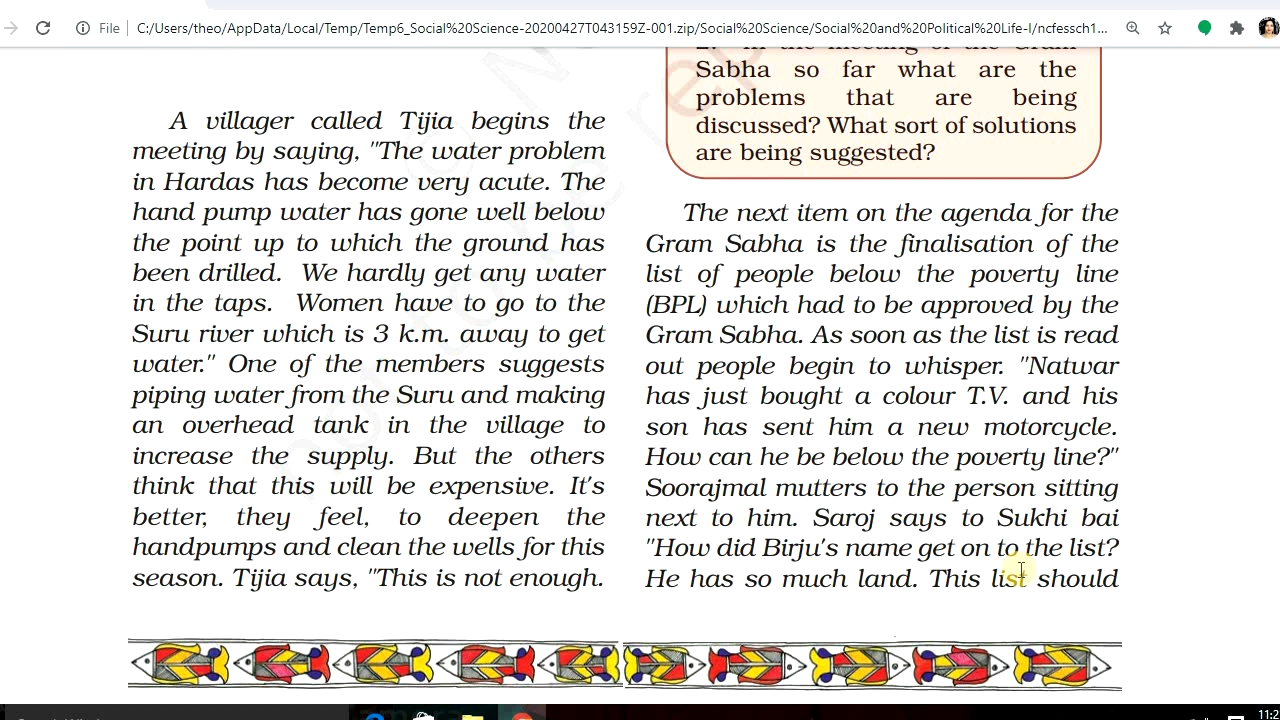 File
C:/Users/theo/AppData/Local/Temp/Temp6_Social%20Science-20200427T043159Z-001.zip/Social%20Science/Social%20and%20Political%20Life-I/ncfessch1...
A villager called Tijia begins the
meeting by saying, "The water problem
in Hardas has become very acute. The
hand pump water has gone well below
the point up to which the ground has
been drilled. We hardly get any water
in the taps. Women have to go to the
Suru river which is 3 k.m. away to get
water." One of the members suggests
piping water from the Suru and making
an overhead tank in the village to
increase the supply. But the others
think that this will be expensive. It's
better, they feel, to deepen the
handpumps and clean the wells for this
season. Tijia says, "This is not enough.
Sabha so far what are the
problems that are being
discussed? What sort of solutions
are being suggested?
The next item on the agenda for the
Gram Sabha is the finalisation of the
list of people below the poverty line
(BPL) which had to be approved by the
Gram Sabha. As soon as the list is read
out people begin to whisper. "Natwar
has just bought a colour T.V. and his
son has sent him a new motorcycle.
How can he be below the poverty line?"
Soorajmal mutters to the person sitting
next to him. Saroj says to Sukhi bai
"How did Birju's name get on to the list?
He has so much land. This list should